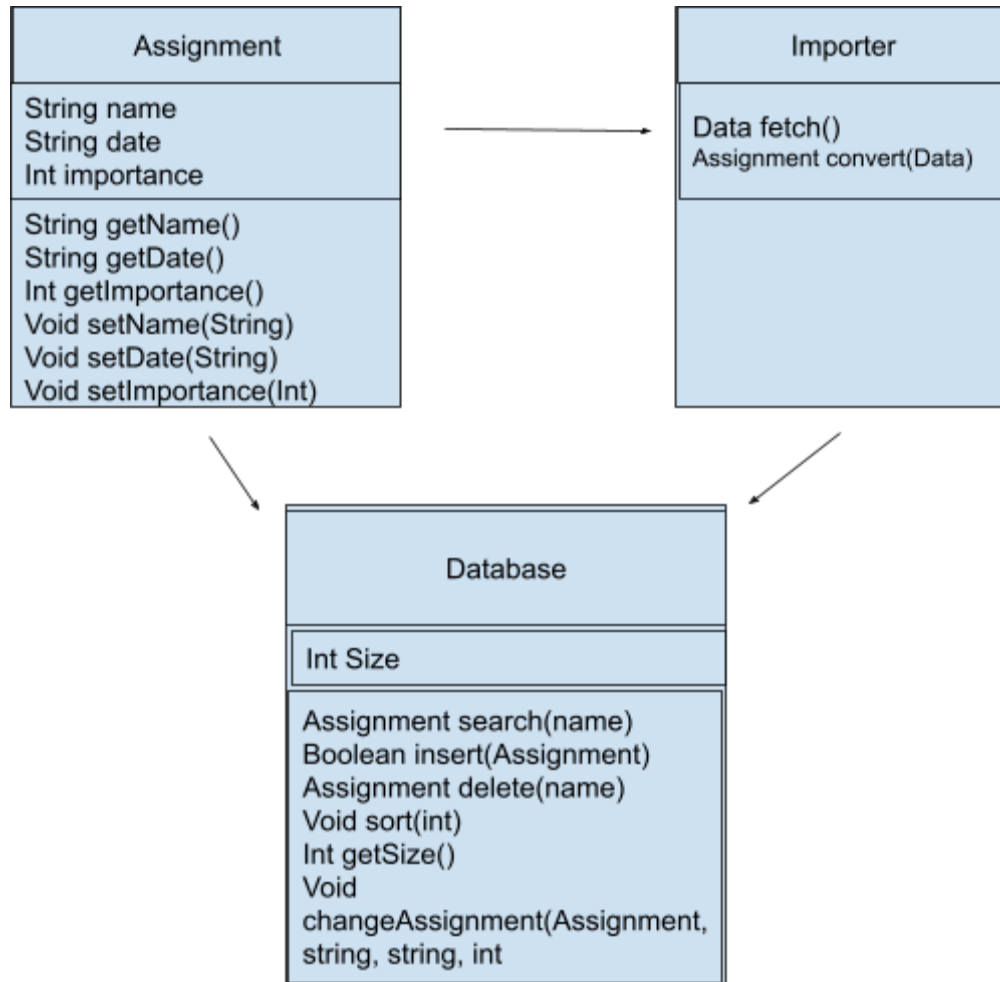 Assignment
String name
String date
Int importance
String getName()
String getDate()
Int getImportance()
Void setName(String)
Void setDate(String)
Void setImportance(Int)
Importer
Data fetch()
Assignment convert(Data)
Database
Int Size
Assignment search(name)
Boolean insert(Assignment)
Assignment delete(name)
Void sort(int)
Int getSize()
Void
changeAssignment(Assignment,
string, string, int